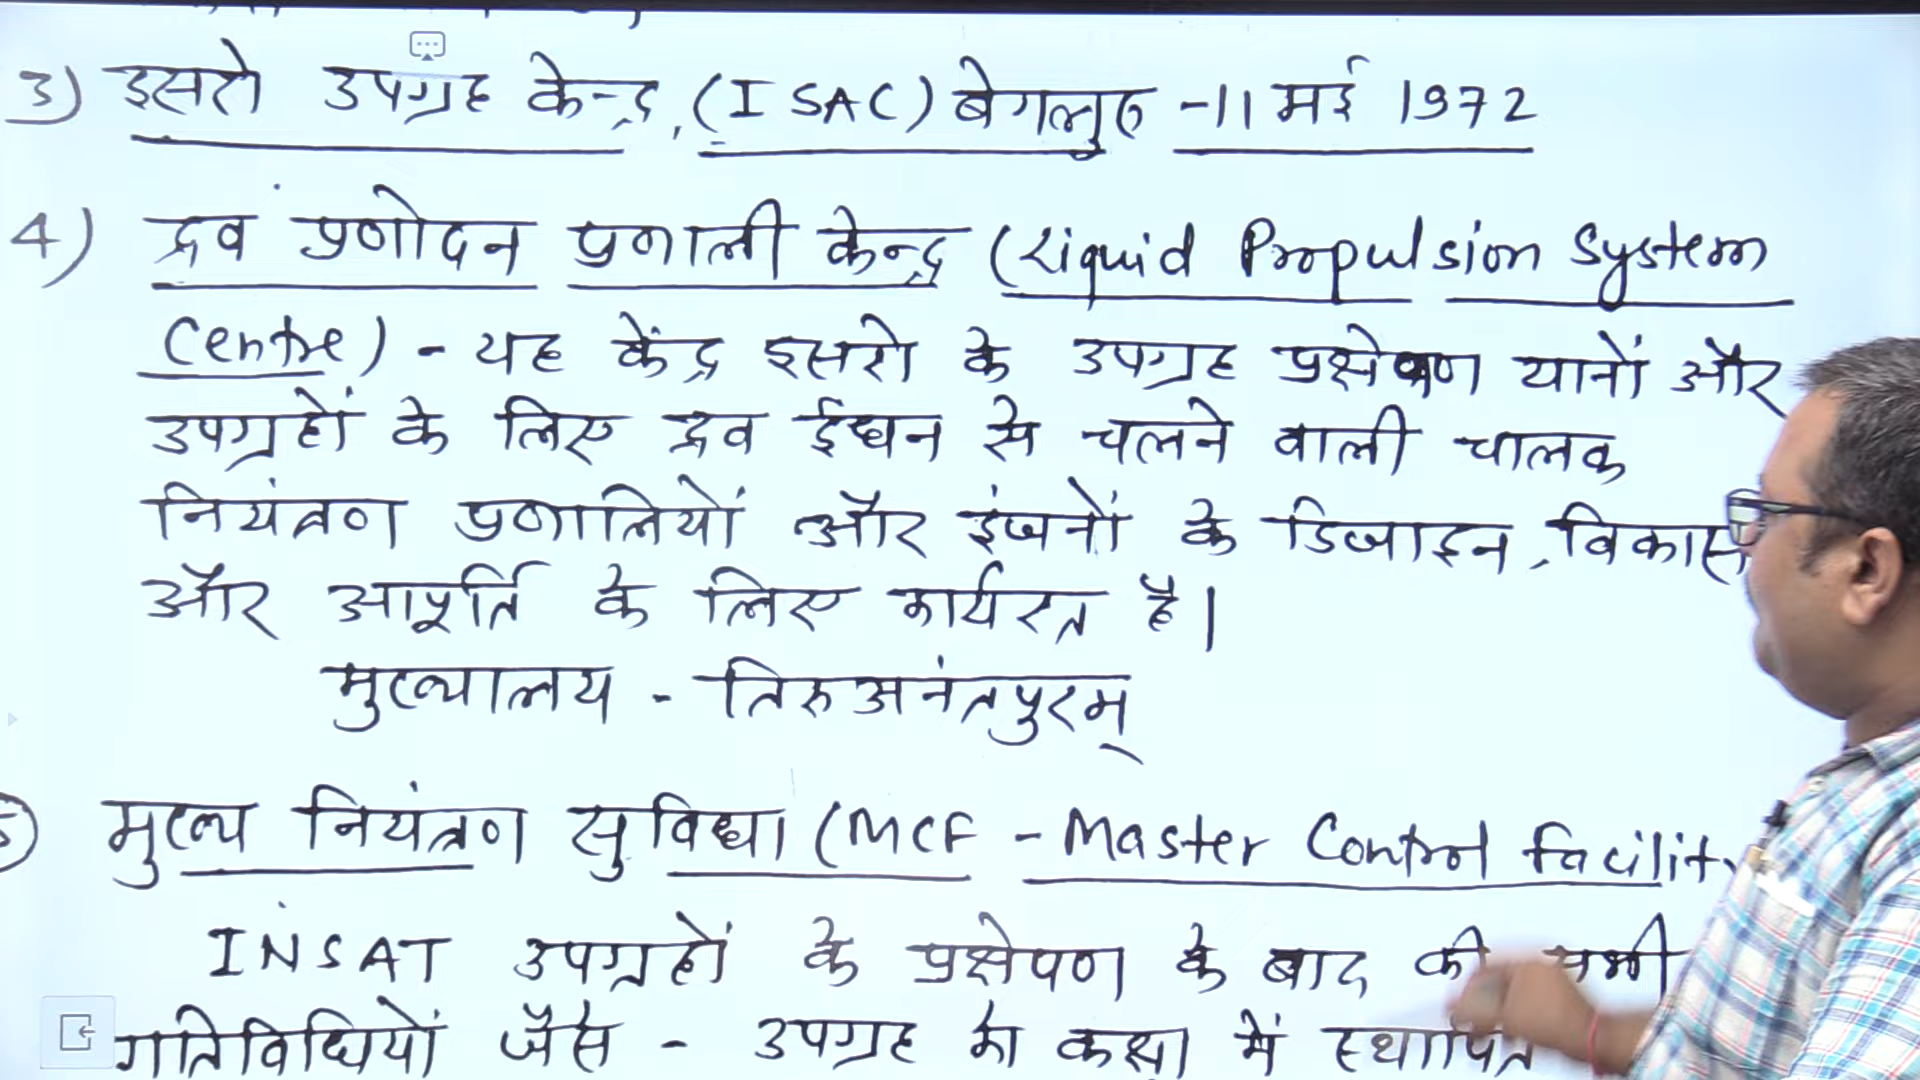 3) इसरो उपग्रह केन्द्र, (ISAC) बेगलुरु - 11 मई 1972
4) द्रव प्रणोदन प्रणाली केन्द्र (Liquid Propulsion System
Centre) - यह केंद्र इसरो के उपग्रह प्रक्षेपण यानों और
उपग्रहों के लिए द्रव ईंधन से चलने वाली चालक
नियंत्रण प्रणालियों और इंजनों के डिजाइन, विकास
और आपूर्ति के लिए कार्यरत है।
मुख्यालय - तिरुअनंतपुरम्
मुख्य नियंत्रण सुविधा (MCF - Master Control
INSAT उपग्रहों के प्रक्षेपण के बाद की
गतिविधियों जैसे - उपग्रह को कक्षा में स्थापित